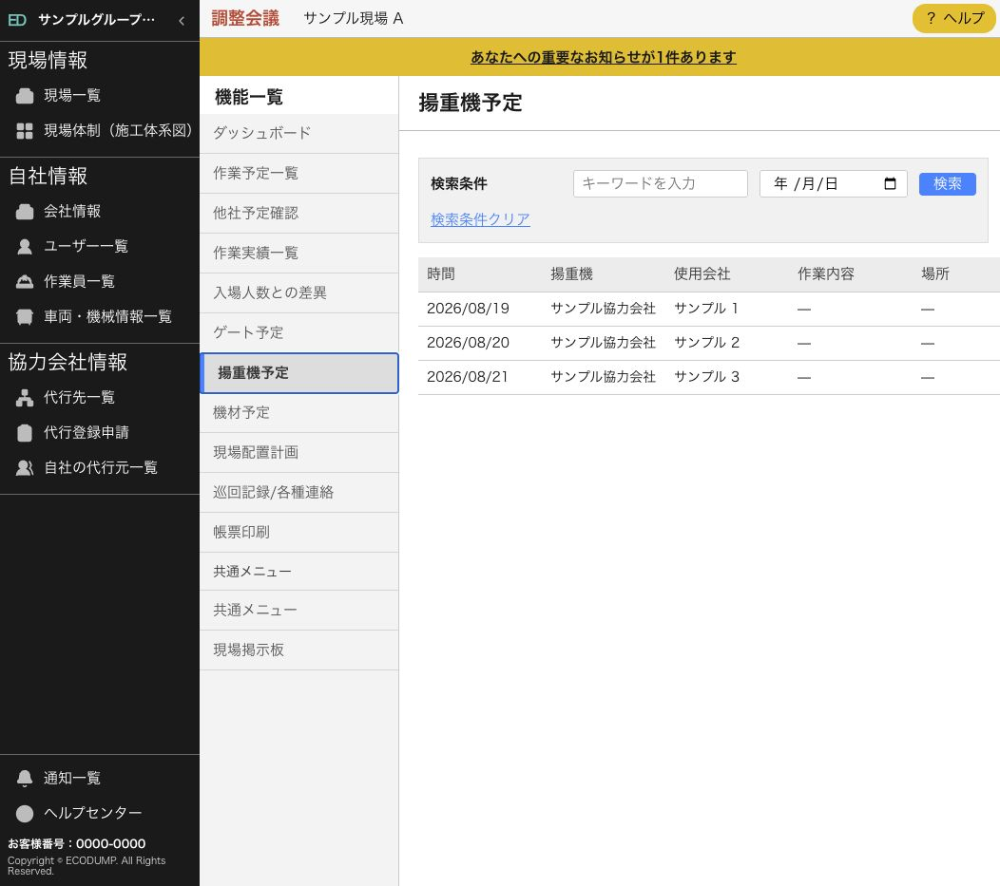 ED サンプルグループ…
現場情報
現場一覧
現場体制（施工体系図）
自社情報
会社情報
ユーザー一覧
作業員一覧
車両・機械情報一覧
協力会社情報
代行先一覧
代行登録申請
自社の代行元一覧
通知一覧
ヘルプセンター
お客様番号：0000-0000
Copyright © ECODUMP. All Rights
Reserved.
調整会議 サンプル現場 A
? ヘルプ
あなたへの重要なお知らせが1件あります
機能一覧
ダッシュボード
作業予定一覧
他社予定確認
作業実績一覧
入場人数との差異
ゲート予定
揚重機予定
機材予定
現場配置計画
巡回記録/各種連絡
帳票印刷
共通メニュー
共通メニュー
現場掲示板
揚重機予定
検索条件 キーワードを入力 年 /月/日 検索
検索条件クリア
時間 揚重機 使用会社 作業内容 場所
2026/08/19 サンプル協力会社 サンプル 1 — —
2026/08/20 サンプル協力会社 サンプル 2 — —
2026/08/21 サンプル協力会社 サンプル 3 — —